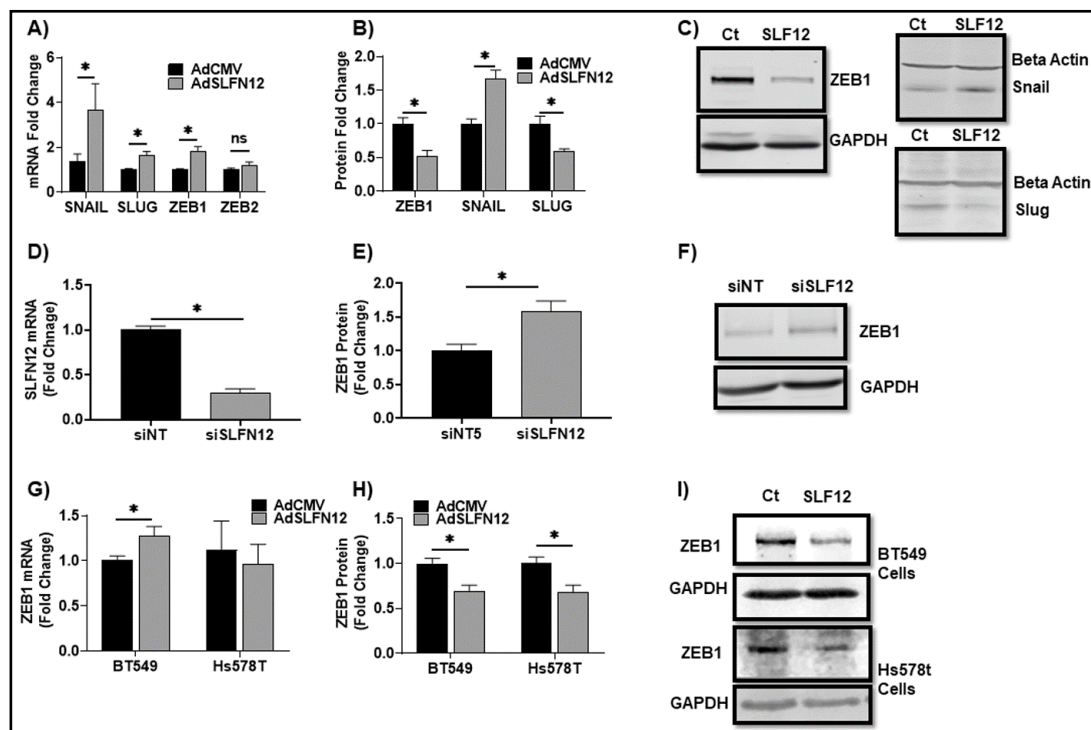 A)
mRNA Fold Change
6
4
2
0
*
*
*
ns
AdCMV
AdSLFN12
SNAIL SLUG ZEB1 ZEB2
B)
Protein Fold Change
2.0
1.5
1.0
0.5
0.0
*
*
*
AdCMV
AdSLFN12
ZEB1 SNAIL SLUG
C)
Ct SLF12
ZEB1
GAPDH
Ct SLF12
Beta Actin
Snail
Ct SLF12
Beta Actin
Slug
D)
SLFN12 mRNA
(Fold Chnage)
1.5
1.0
0.5
0.0
*
siNT siSLFN12
E)
ZEB1 Protein
(Fold Change)
2.0
1.5
1.0
0.5
0.0
*
siNT5 siSLFN12
F)
siNT siSLF12
ZEB1
GAPDH
G)
ZEB1 mRNA
(Fold Change)
1.5
1.0
0.5
0.0
*
AdCMV
AdSLFN12
BT549 Hs578T
H)
ZEB1 Protein
(Fold Change)
1.5
1.0
0.5
0.0
*
*
AdCMV
AdSLFN12
BT549 Hs578T
I)
Ct SLF12
ZEB1
GAPDH
BT549
Cells
ZEB1
GAPDH
Hs578t
Cells